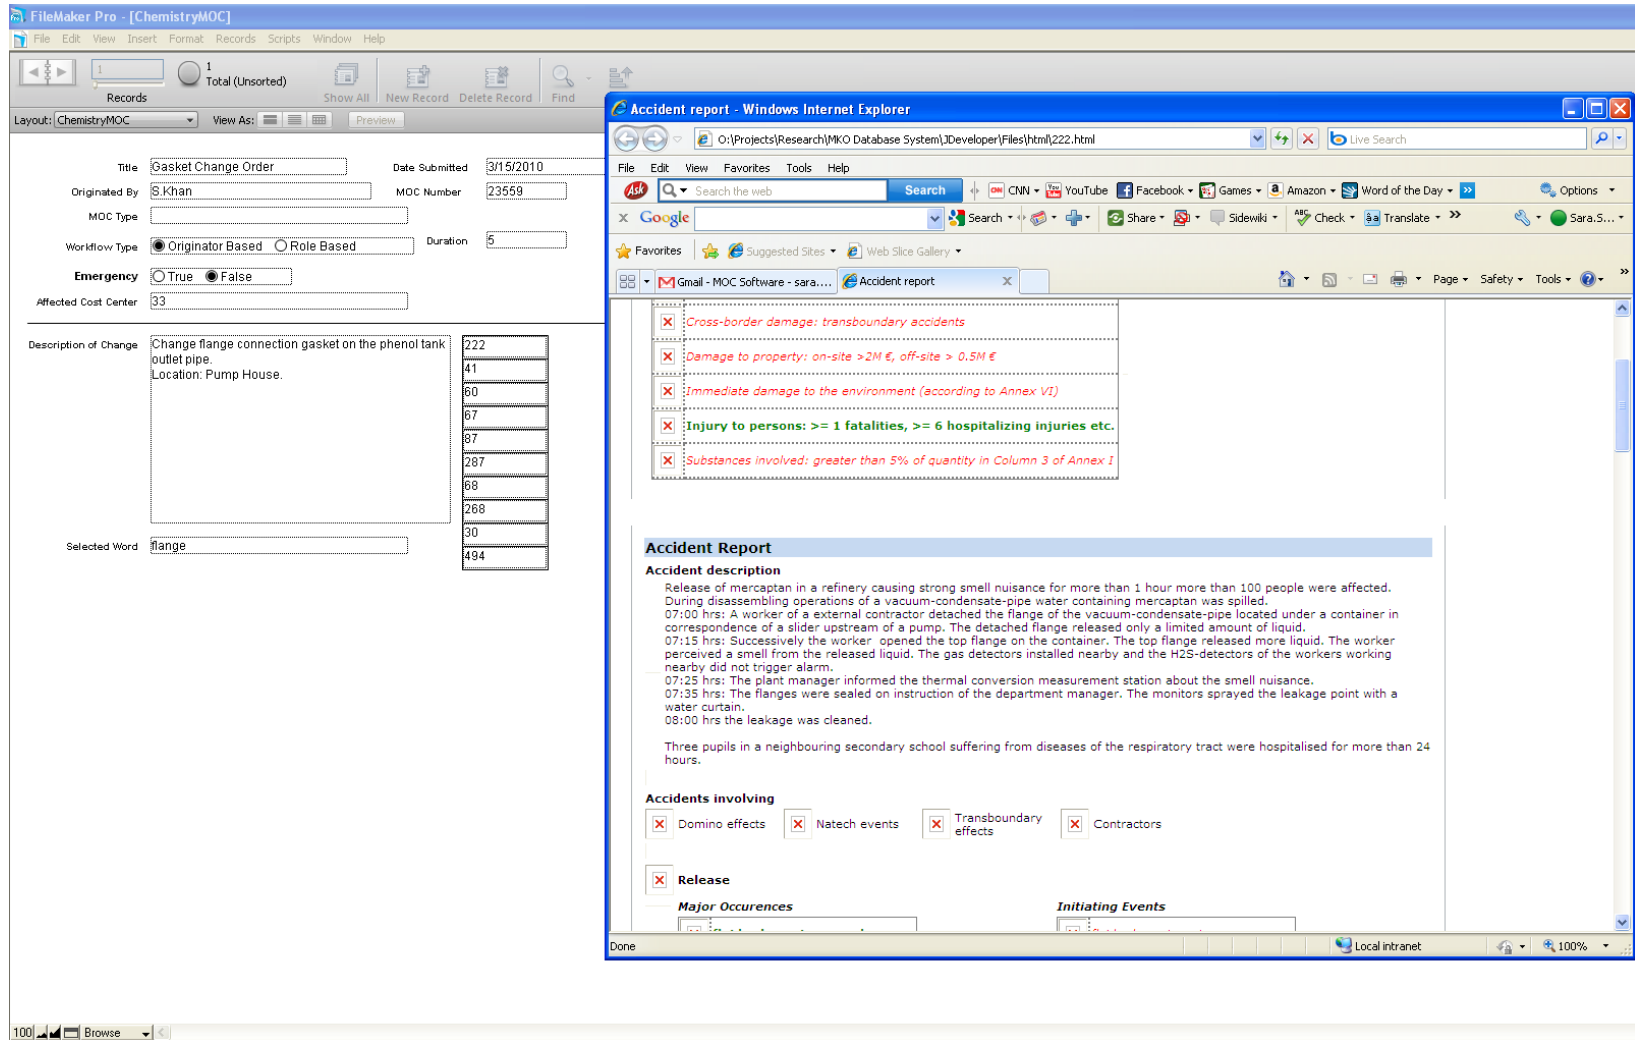 FileMaker Pro - [ChemistryMOC]
File Edit View Insert Format Records Scripts Window Help
1
1
Total (Unsorted)
Records
Show All New Record Delete Record Find
Layout: ChemistryMOC View As: Preview
Title Gasket Change Order Date Submitted 3/15/2010
Originated By S.Khan MOC Number 23559
MOC Type
Workflow Type Originator Based Role Based Duration 5
Emergency True False
Affected Cost Center 33
Description of Change Change flange connection gasket on the phenol tank
outlet pipe.
Location: Pump House.
222
41
60
67
87
287
68
268
30
494
Selected Word flange
100 Browse
Accident report - Windows Internet Explorer
O:\Projects\Research\MKO Database System\JDeveloper\Files\html\222.html Live Search
File Edit View Favorites Tools Help
Ask Search the web Search CNN YouTube Facebook Games Amazon Word of the Day Options
x Google Search Share Sidewiki Check Translate Sara.S...
Favorites Suggested Sites Web Slice Gallery
Gmail - MOC Software - sara.... Accident report X Page Safety Tools
Cross-border damage: transboundary accidents
Damage to property: on-site >2M €, off-site > 0.5M €
Immediate damage to the environment (according to Annex VI)
Injury to persons: >= 1 fatalities, >= 6 hospitalizing injuries etc.
Substances involved: greater than 5% of quantity in Column 3 of Annex I
Accident Report
Accident description
Release of mercaptan in a refinery causing strong smell nuisance for more than 1 hour more than 100 people were affected.
During disassembling operations of a vacuum-condensate-pipe water containing mercaptan was spilled.
07:00 hrs: A worker of a external contractor detached the flange of the vacuum-condensate-pipe located under a container in
correspondence of a slider upstream of a pump. The detached flange released only a limited amount of liquid.
07:15 hrs: Successively the worker opened the top flange on the container. The top flange released more liquid. The worker
perceived a smell from the released liquid. The gas detectors installed nearby and the H2S-detectors of the workers working
nearby did not trigger alarm.
07:25 hrs: The plant manager informed the thermal conversion measurement station about the smell nuisance.
07:35 hrs: The flanges were sealed on instruction of the department manager. The monitors sprayed the leakage point with a
water curtain.
08:00 hrs the leakage was cleaned.
Three pupils in a neighbouring secondary school suffering from diseases of the respiratory tract were hospitalised for more than 24
hours.
Accidents involving
Domino effects Natech events Transboundary
effects Contractors
Release
Major Occurences Initiating Events
Done Local intranet 100%